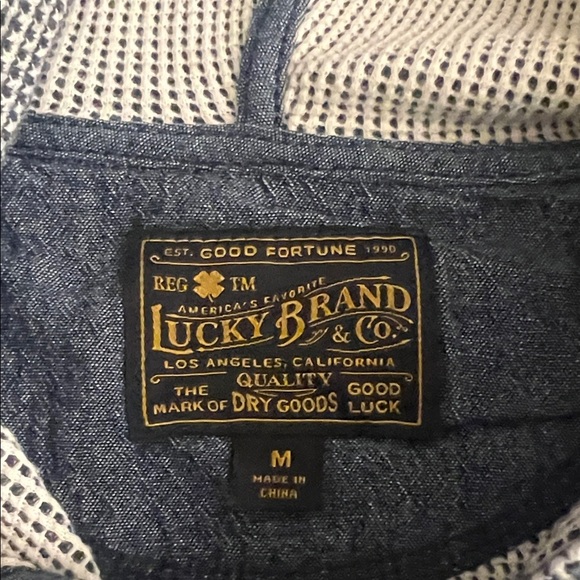 EST. GOOD FORTUNE 1990
REG TM
AMERICA'S FAVORITE
LUCKY BRAND
& CO.
LOS ANGELES, CALIFORNIA
QUALITY
THE MARK OF DRY GOODS GOOD LUCK
M
MADE IN
CHINA